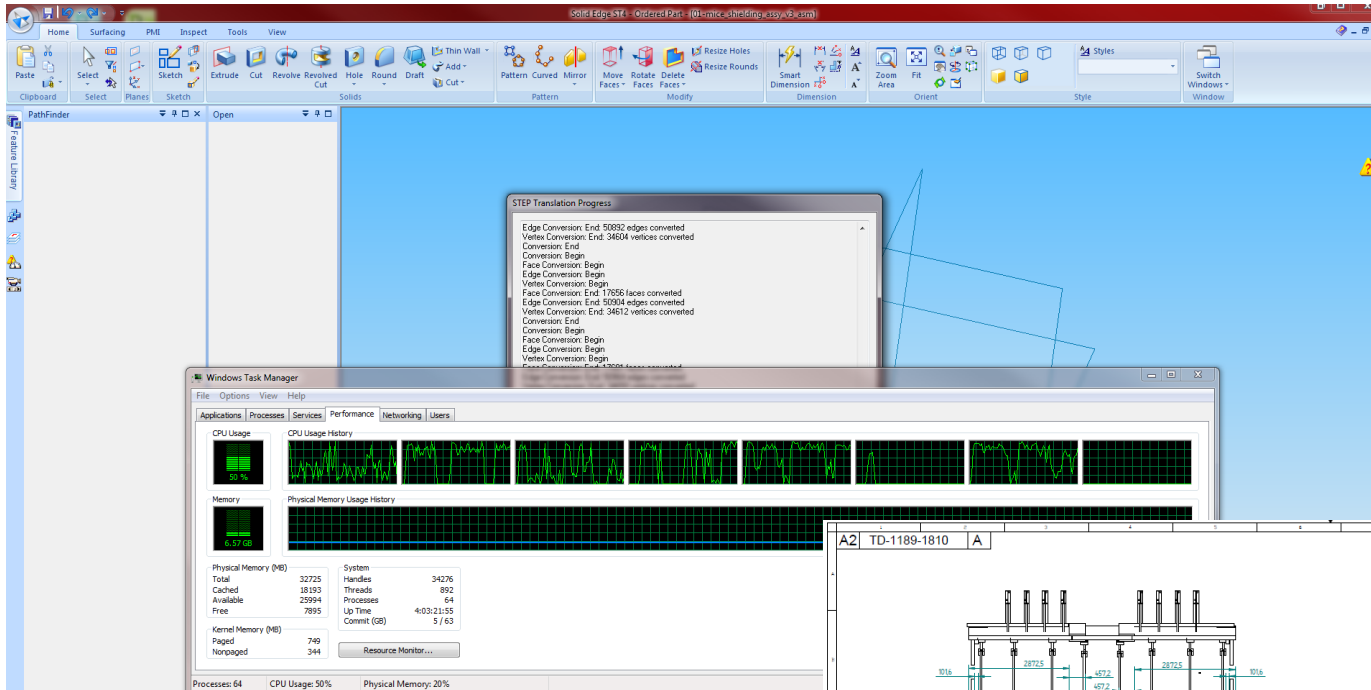 Solid Edge ST4 - Ordered Part - [01-mice_shielding_assy_v3_asm]
Home Surfacing PMI Inspect Tools View
Paste
Clipboard
Select
Select
Planes
Sketch
Sketch
Extrude Cut Revolve Revolved Cut Hole Round Draft
Thin Wall
Add
Cut
Solids
Pattern Curved Mirror
Pattern
Move Faces Rotate Faces Delete Faces
Resize Holes
Resize Rounds
Modify
Smart Dimension
Dimension
Zoom Area Fit
Orient
Styles
Style
Switch Windows
Window
PathFinder
Open
Feature Library
STEP Translation Progress
Edge Conversion: End: 50892 edges converted
Vertex Conversion: End: 34604 vertices converted
Conversion: End
Conversion: Begin
Face Conversion: Begin
Edge Conversion: Begin
Vertex Conversion: Begin
Face Conversion: End: 17656 faces converted
Edge Conversion: End: 50904 edges converted
Vertex Conversion: End: 34612 vertices converted
Conversion: End
Conversion: Begin
Face Conversion: Begin
Edge Conversion: Begin
Vertex Conversion: Begin
Windows Task Manager
File Options View Help
Applications Processes Services Performance Networking Users
CPU Usage
CPU Usage History
50 %
Memory
Physical Memory Usage History
6.57 GB
Physical Memory (MB)
Total 32725
Cached 18193
Available 25994
Free 7895
Kernel Memory (MB)
Paged 749
Nonpaged 344
System
Handles 34276
Threads 892
Processes 64
Up Time 4:03:21:55
Commit (GB) 5 / 63
Resource Monitor...
Processes: 64 CPU Usage: 50% Physical Memory: 20%
A2 TD-1189-1810 A
101,6
2872,5
457,2
457,2
2872,5
101,6